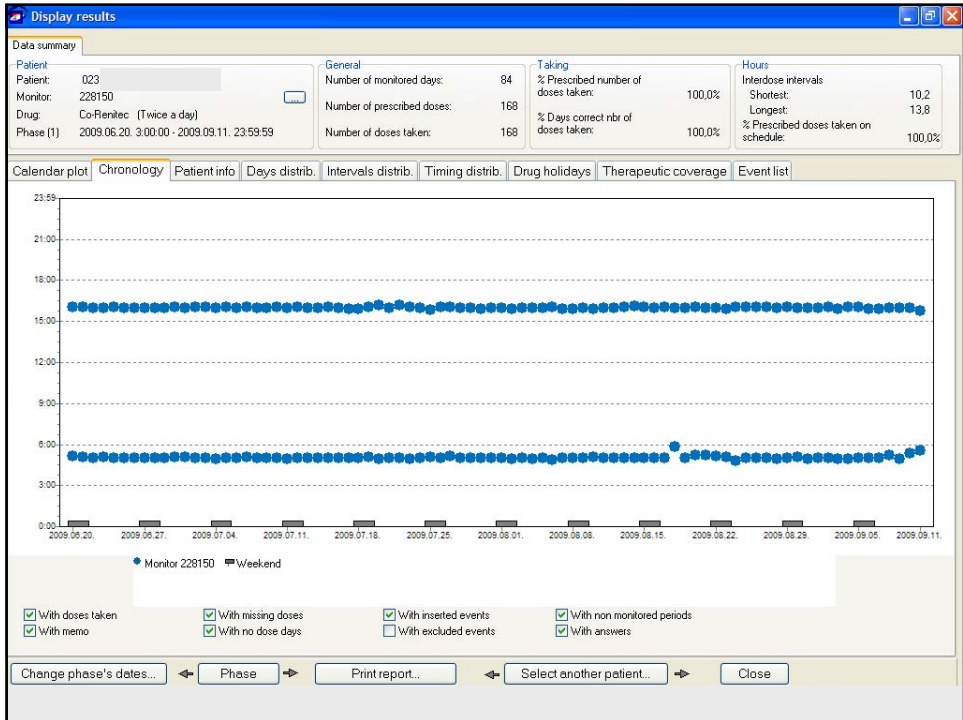 Display results
Data summary
Patient
Patient: 023
Monitor: 228150 ...
Drug: Co-Renitec (Twice a day)
Phase (1) 2009.06.20. 3:00:00 - 2009.09.11. 23:59:59
General
Number of monitored days: 84
Number of prescribed doses: 168
Number of doses taken: 168
Taking
% Prescribed number of
doses taken: 100,0%
% Days correct nbr of
doses taken: 100,0%
Hours
Interdose intervals
Shortest: 10,2
Longest: 13,8
% Prescribed doses taken on
schedule: 100,0%
Calendar plot Chronology Patient info Days distrib. Intervals distrib. Timing distrib. Drug holidays Therapeutic coverage Event list
23:59
21:00
18:00
15:00
12:00
9:00
6:00
3:00
0:00
2009.06.20. 2009.06.27. 2009.07.04. 2009.07.11. 2009.07.18. 2009.07.25. 2009.08.01. 2009.08.08. 2009.08.15. 2009.08.22. 2009.08.29. 2009.09.05. 2009.09.11.
Monitor 228150 Weekend
With doses taken With missing doses With inserted events With non monitored periods
With memo With no dose days With excluded events With answers
Change phase's dates... Phase Print report... Select another patient... Close